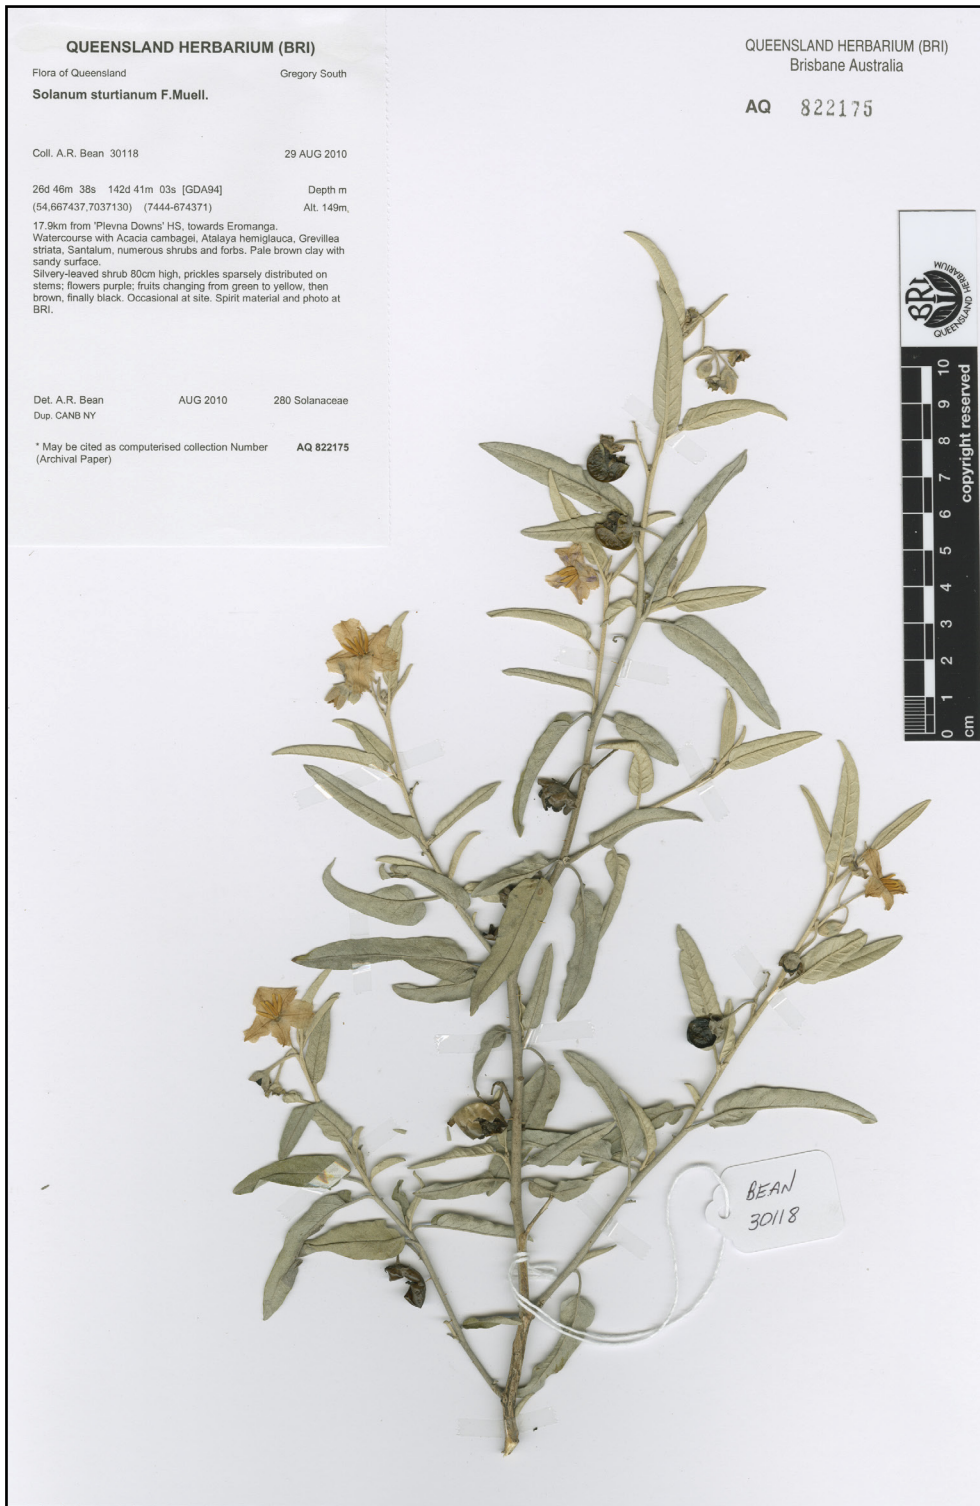 QUEENSLAND HERBARIUM (BRI)
Flora of Queensland Gregory South
Solanum sturtianum F.Muell.
Coll. A.R. Bean 30118 29 AUG 2010
26d 46m 38s 142d 41m 03s [GDA94] Depth m
(54,667437,7037130) (7444-674371) Alt. 149m,
17.9km from 'Plevna Downs' HS, towards Eromanga.
Watercourse with Acacia cambagei, Atalaya hemiglauca, Grevillea
striata, Santalum, numerous shrubs and forbs. Pale brown clay with
sandy surface.
Silvery-leaved shrub 80cm high, prickles sparsely distributed on
stems; flowers purple; fruits changing from green to yellow, then
brown, finally black. Occasional at site. Spirit material and photo at
BRI.
Det. A.R. Bean AUG 2010 280 Solanaceae
Dup. CANB NY
* May be cited as computerised collection Number AQ 822175
(Archival Paper)
QUEENSLAND HERBARIUM (BRI)
Brisbane Australia
AQ 822175
BRI
QUEENSLAND HERBARIUM
copyright reserved
10
9
8
7
6
5
4
3
2
1
0
cm
BEAN
30118